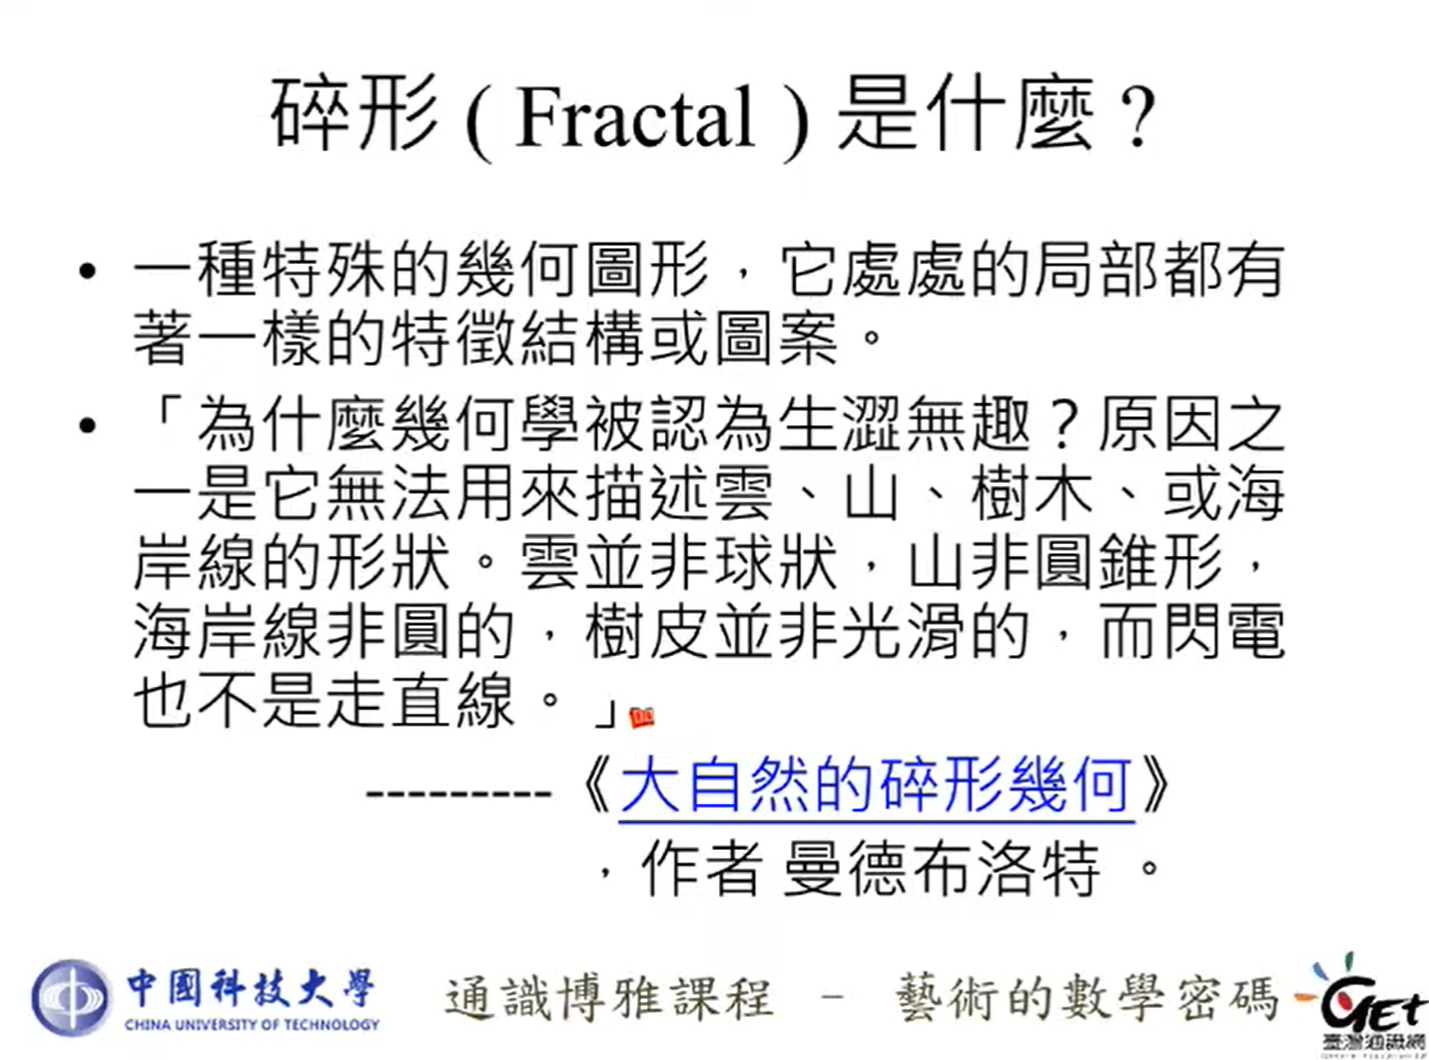 碎形 ( Fractal ) 是什麼 ?
• 一種特殊的幾何圖形，它處處的局部都有
著一樣的特徵結構或圖案。
• 「為什麼幾何學被認為生澀無趣？原因之
一是它無法用來描述雲、山、樹木、或海
岸線的形狀。雲並非球狀，山非圓錐形，
海岸線非圓的，樹皮並非光滑的，而閃電
也不是走直線。」
---------《大自然的碎形幾何》
，作者 曼德布洛特 。
中國科技大學
CHINA UNIVERSITY OF TECHNOLOGY
通識博雅課程 - 藝術的數學密碼
GEt
臺灣通識網